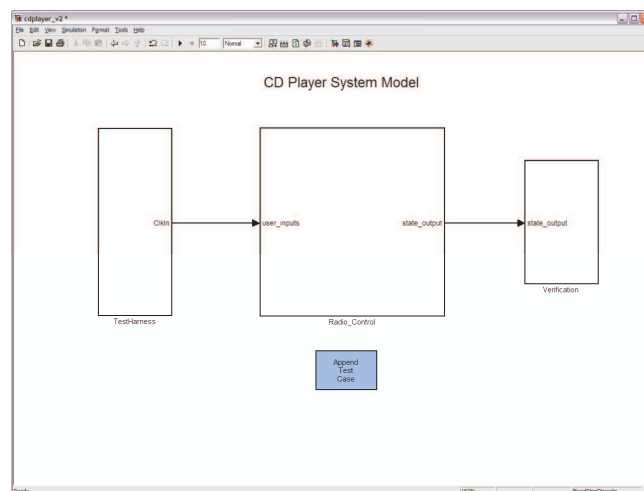 cdplayer_v2 *
File Edit View Simulation Format Tools Help
10 Normal
CD Player System Model
ClkIn
user_inputs
state_output
state_output
TestHarness
Radio_Control
Verification
Append
Test
Case